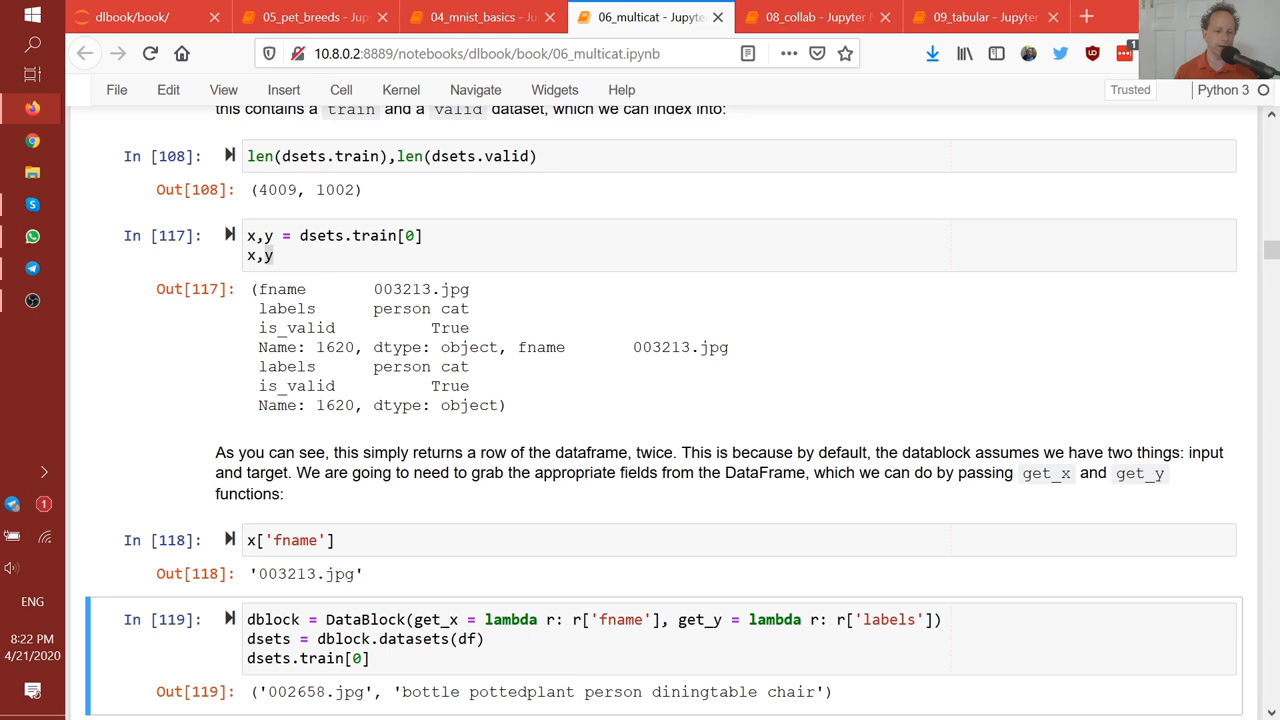 dlbook/book/
05_pet_breeds - Jupyte
04_mnist_basics - Jupyt
06_multicat - Jupyter
08_collab - Jupyter N
09_tabular - Jupyter
10.8.0.2:8889/notebooks/dlbook/book/06_multicat.ipynb
1
File Edit View Insert Cell Kernel Navigate Widgets Help
Trusted
Python 3
this contains a train and a valid dataset, which we can index into:
In [108]: len(dsets.train),len(dsets.valid)
Out[108]: (4009, 1002)
In [117]: x,y = dsets.train[0]
x,y
Out[117]: (fname 003213.jpg
labels person cat
is_valid True
Name: 1620, dtype: object, fname 003213.jpg
labels person cat
is_valid True
Name: 1620, dtype: object)
As you can see, this simply returns a row of the dataframe, twice. This is because by default, the datablock assumes we have two things: input
and target. We are going to need to grab the appropriate fields from the DataFrame, which we can do by passing get_x and get_y
functions:
In [118]: x['fname']
Out[118]: '003213.jpg'
In [119]: dblock = DataBlock(get_x = lambda r: r['fname'], get_y = lambda r: r['labels'])
dsets = dblock.datasets(df)
dsets.train[0]
Out[119]: ('002658.jpg', 'bottle pottedplant person diningtable chair')
1
ENG
8:22 PM
4/21/2020